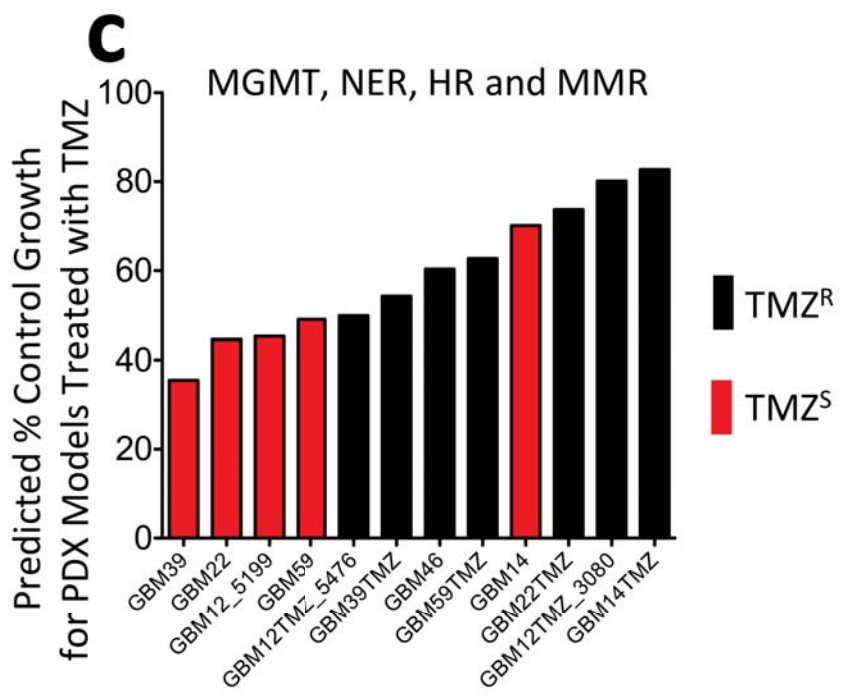 C
MGMT, NER, HR and MMR
Predicted % Control Growth
for PDX Models Treated with TMZ
100
80
60
40
20
0
GBM39
GBM22
GBM12_5199
GBM59
GBM12TMZ_5476
GBM39TMZ
GBM46
GBM59TMZ
GBM14
GBM22TMZ
GBM12TMZ_3080
GBM14TMZ
TMZᴿ
TMZˢ